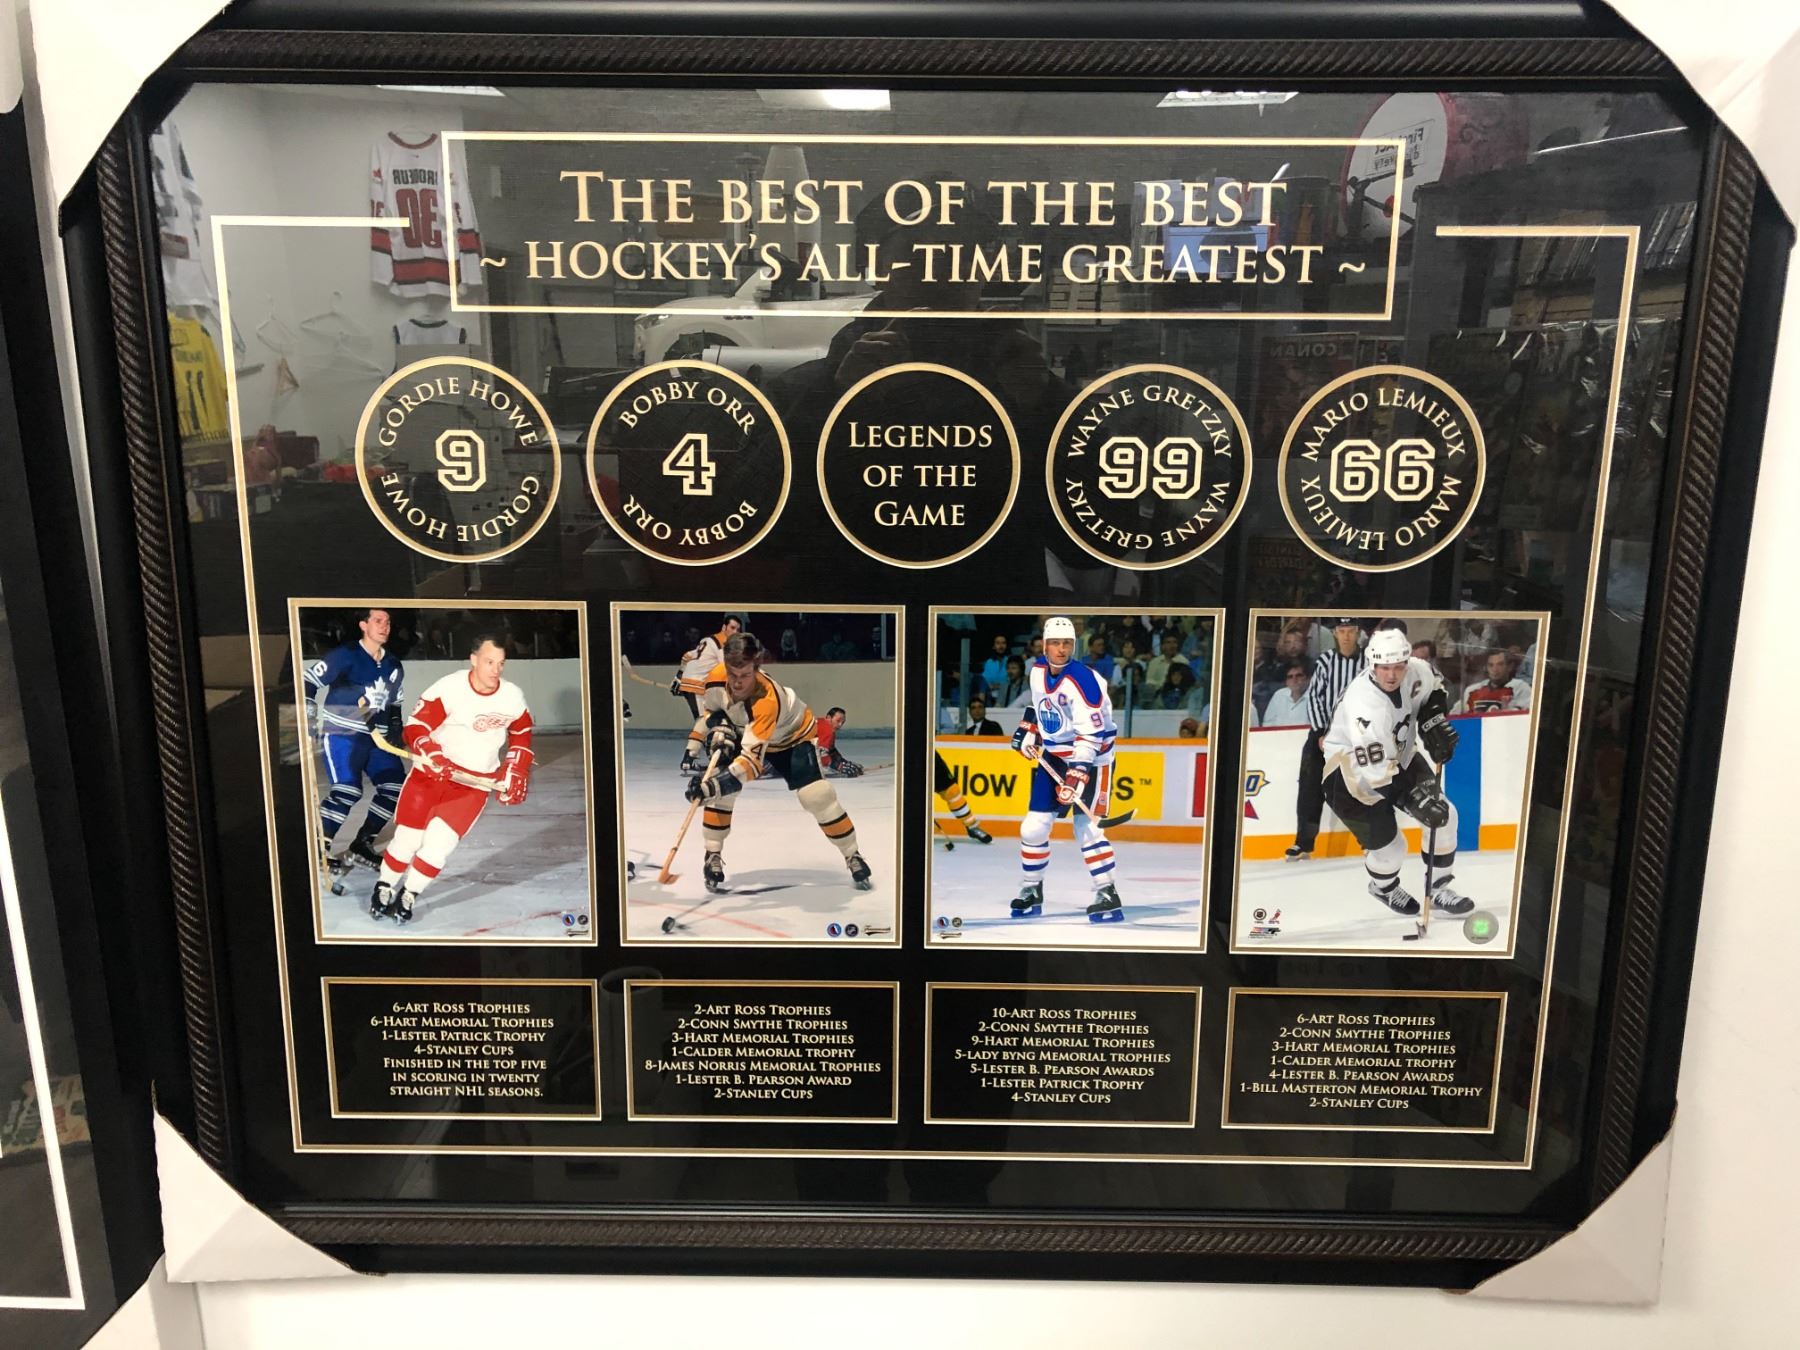 THE BEST OF THE BEST
~ HOCKEY'S ALL-TIME GREATEST ~
GORDIE HOWE
9
GORDIE HOWE
BOBBY ORR
4
BOBBY ORR
LEGENDS
OF THE
GAME
WAYNE GRETZKY
99
WAYNE GRETZKY
MARIO LEMIEUX
66
MARIO LEMIEUX
6
llow
S™
9
66
6-ART ROSS TROPHIES
6-HART MEMORIAL TROPHIES
1-LESTER PATRICK TROPHY
4-STANLEY CUPS
FINISHED IN THE TOP FIVE
IN SCORING IN TWENTY
STRAIGHT NHL SEASONS.
2-ART ROSS TROPHIES
2-CONN SMYTHE TROPHIES
3-HART MEMORIAL TROPHIES
1-CALDER MEMORIAL TROPHY
8-JAMES NORRIS MEMORIAL TROPHIES
1-LESTER B. PEARSON AWARD
2-STANLEY CUPS
10-ART ROSS TROPHIES
2-CONN SMYTHE TROPHIES
9-HART MEMORIAL TROPHIES
5-LADY BYNG MEMORIAL TROPHIES
5-LESTER B. PEARSON AWARDS
1-LESTER PATRICK TROPHY
4-STANLEY CUPS
6-ART ROSS TROPHIES
2-CONN SMYTHE TROPHIES
3-HART MEMORIAL TROPHIES
1-CALDER MEMORIAL TROPHY
4-LESTER B. PEARSON AWARDS
1-BILL MASTERTON MEMORIAL TROPHY
2-STANLEY CUPS